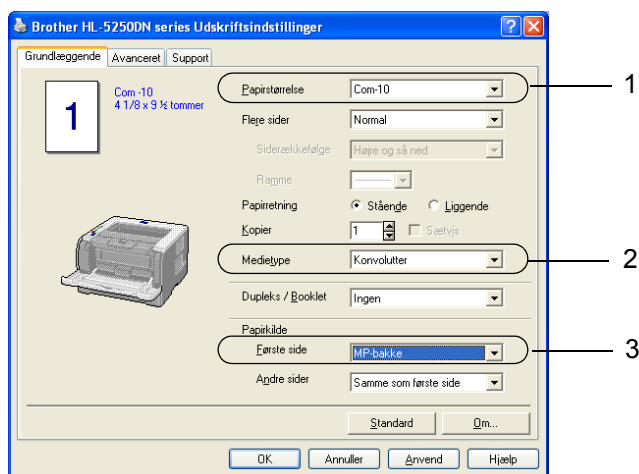 Brother HL-5250DN series Udskriftsindstillinger
Grundlæggende Avanceret Support
1
Com -10
4 1/8 x 9 ½ tommer
Papirstørrelse Com-10 1
Flere sider Normal
Siderækkefølge Højre og så ned
Ramme
Papirretning Stående Liggende
Kopier 1 Sætvis
Medietype Konvolutter 2
Dupleks / Booklet Ingen
Papirkilde
Første side MP-bakke 3
Andre sider Samme som første side
Standard Om...
OK Annuller Anvend Hjælp